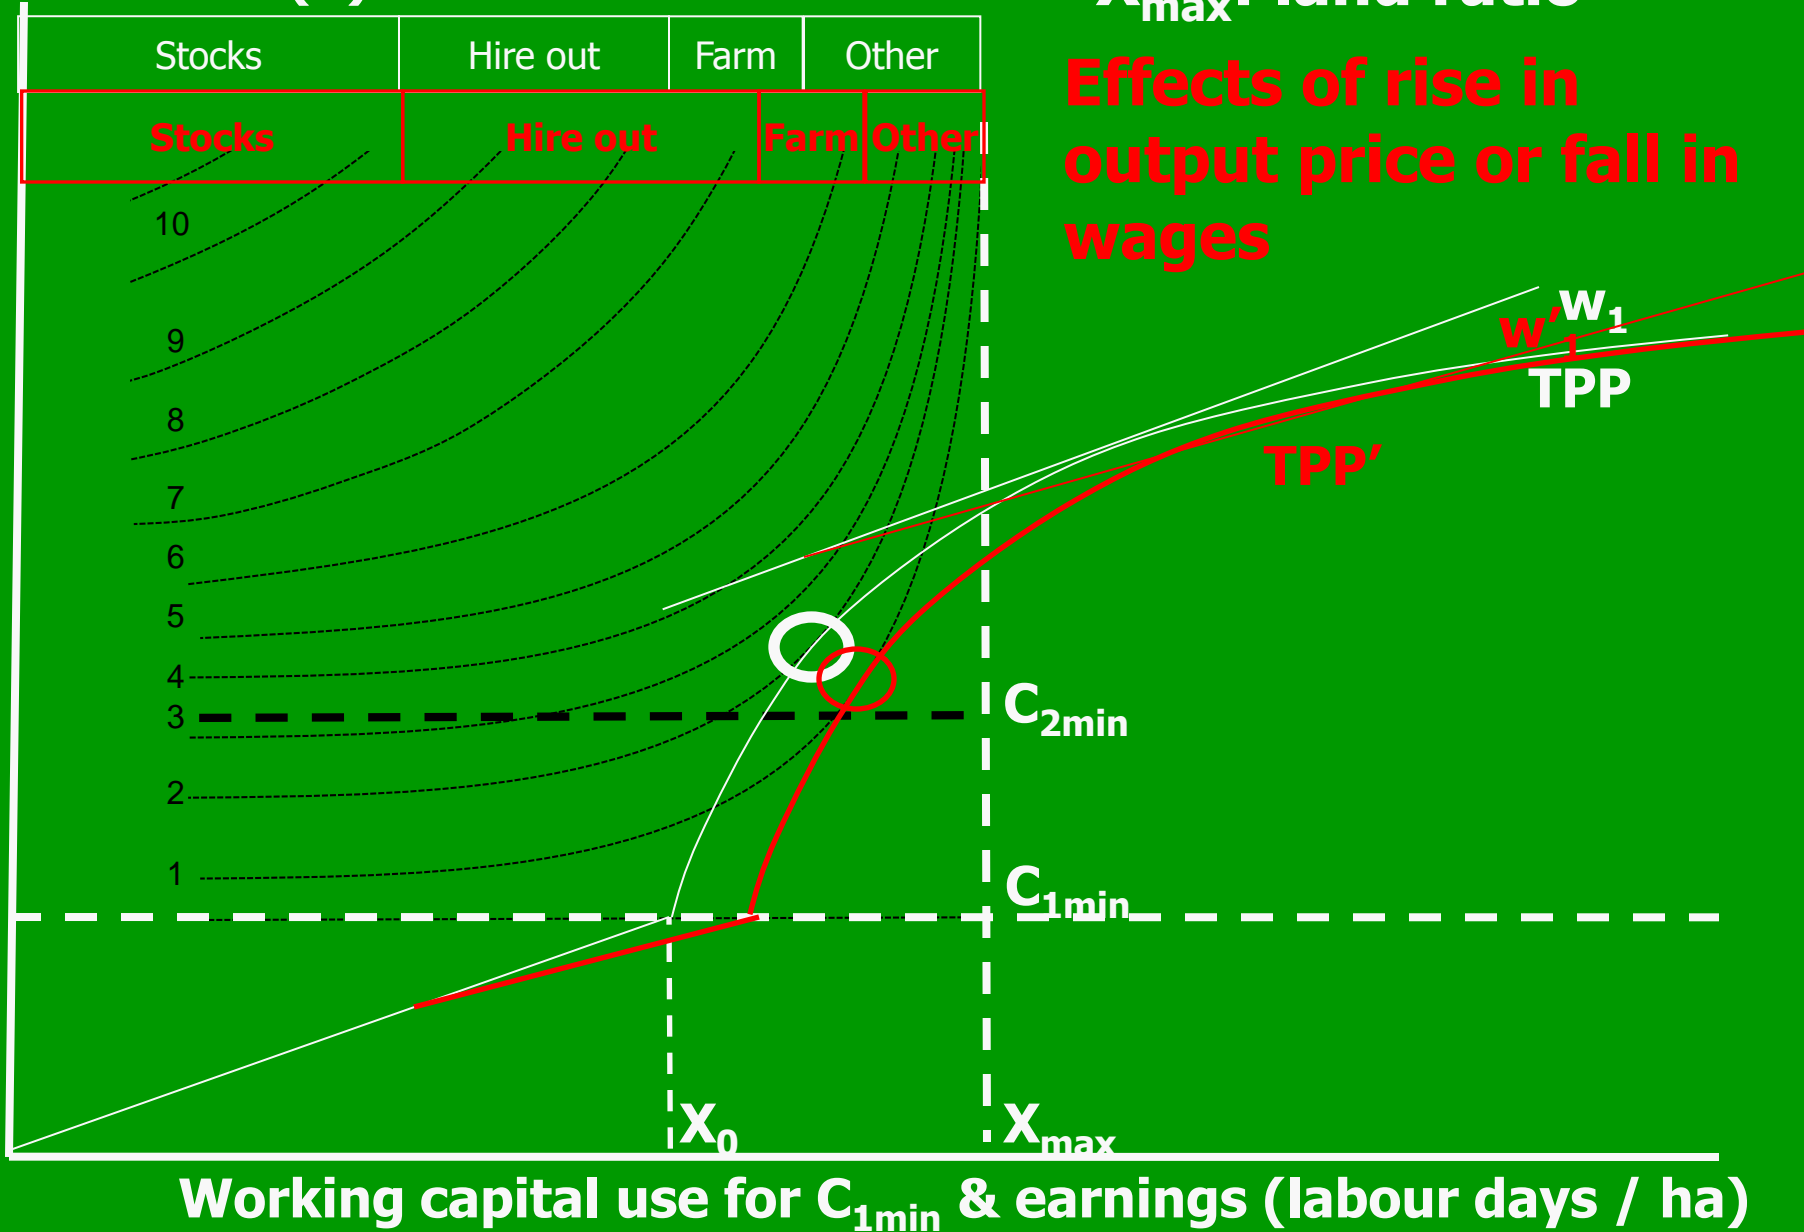 Stocks Hire out Farm Other
Stocks Hire out Farm Other
Effects of rise in
output price or fall in
wages
10
9
8
7
6
5
4
3
2
1
w₁
w'₁
TPP
TPP'
C₂min
C₁min
X₀
Xmax
Working capital use for C₁min & earnings (labour days / ha)